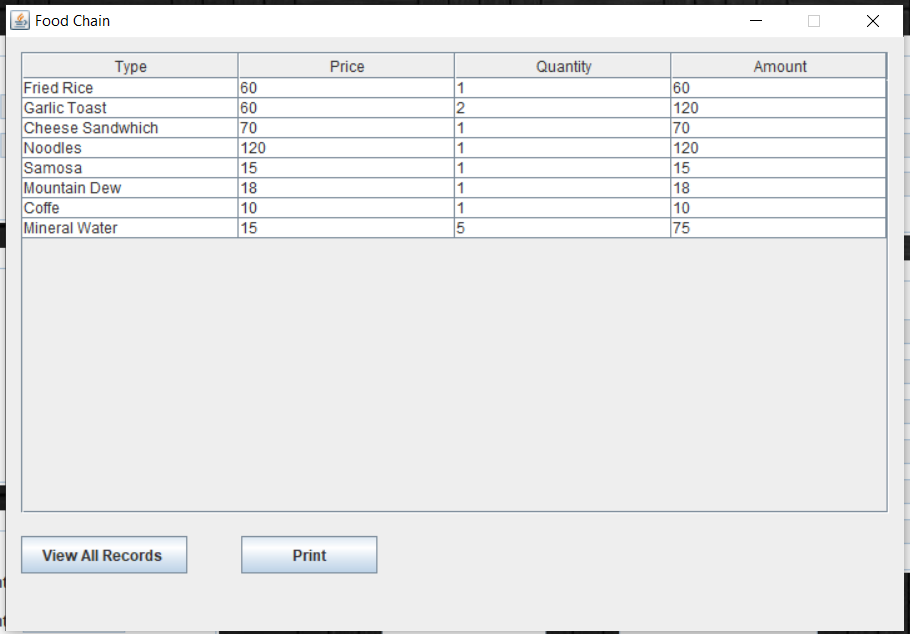 Food Chain
Type Price Quantity Amount
Fried Rice 60 1 60
Garlic Toast 60 2 120
Cheese Sandwhich 70 1 70
Noodles 120 1 120
Samosa 15 1 15
Mountain Dew 18 1 18
Coffe 10 1 10
Mineral Water 15 5 75
View All Records Print